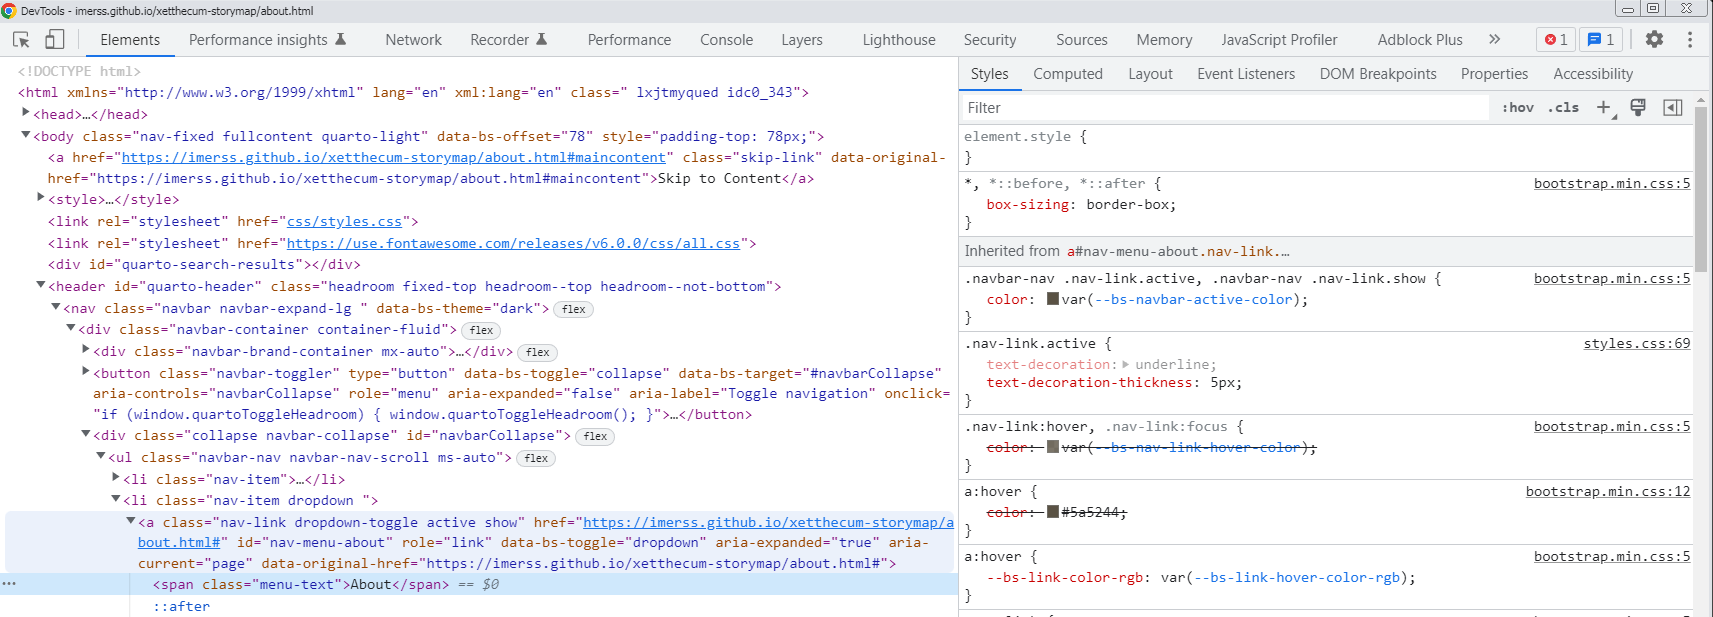 DevTools - imerss.github.io/xetthecum-storymap/about.html
Elements Performance insights Network Recorder Performance Console Layers Lighthouse Security Sources Memory JavaScript Profiler Adblock Plus » 1 1
<!DOCTYPE html>
<html xmlns="http://www.w3.org/1999/xhtml" lang="en" xml:lang="en" class=" lxjtmyqued idc0_343">
<head>…</head>
<body class="nav-fixed fullcontent quarto-light" data-bs-offset="78" style="padding-top: 78px;">
<a href="https://imerss.github.io/xetthecum-storymap/about.html#maincontent" class="skip-link" data-original-
href="https://imerss.github.io/xetthecum-storymap/about.html#maincontent">Skip to Content</a>
<style>…</style>
<link rel="stylesheet" href="css/styles.css">
<link rel="stylesheet" href="https://use.fontawesome.com/releases/v6.0.0/css/all.css">
<div id="quarto-search-results"></div>
<header id="quarto-header" class="headroom fixed-top headroom--top headroom--not-bottom">
<nav class="navbar navbar-expand-lg " data-bs-theme="dark"> flex
<div class="navbar-container container-fluid"> flex
<div class="navbar-brand-container mx-auto">…</div> flex
<button class="navbar-toggler" type="button" data-bs-toggle="collapse" data-bs-target="#navbarCollapse"
aria-controls="navbarCollapse" role="menu" aria-expanded="false" aria-label="Toggle navigation" onclick=
"if (window.quartoToggleHeadroom) { window.quartoToggleHeadroom(); }">…</button>
<div class="collapse navbar-collapse" id="navbarCollapse"> flex
<ul class="navbar-nav navbar-nav-scroll ms-auto"> flex
<li class="nav-item">…</li>
<li class="nav-item dropdown ">
<a class="nav-link dropdown-toggle active show" href="https://imerss.github.io/xetthecum-storymap/a
bout.html#" id="nav-menu-about" role="link" data-bs-toggle="dropdown" aria-expanded="true" aria-
current="page" data-original-href="https://imerss.github.io/xetthecum-storymap/about.html#">
… <span class="menu-text">About</span> == $0
::after
Styles Computed Layout Event Listeners DOM Breakpoints Properties Accessibility
Filter :hov .cls +
element.style {
}
*, *::before, *::after { bootstrap.min.css:5
box-sizing: border-box;
}
Inherited from a#nav-menu-about.nav-link.…
.navbar-nav .nav-link.active, .navbar-nav .nav-link.show { bootstrap.min.css:5
color: var(--bs-navbar-active-color);
}
.nav-link.active { styles.css:69
text-decoration: underline;
text-decoration-thickness: 5px;
}
.nav-link:hover, .nav-link:focus { bootstrap.min.css:5
color: var(--bs-nav-link-hover-color);
}
a:hover { bootstrap.min.css:12
color: #5a5244;
}
a:hover { bootstrap.min.css:5
--bs-link-color-rgb: var(--bs-link-hover-color-rgb);
}